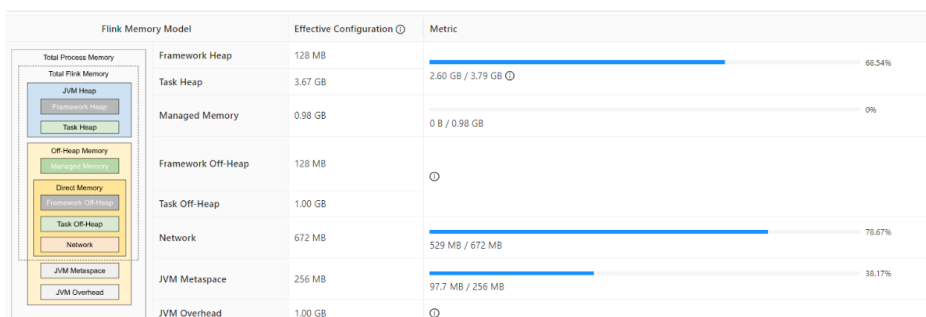 Flink Memory Model
Effective Configuration
Metric
Total Process Memory
Total Flink Memory
JVM Heap
Framework Heap
Task Heap
Off-Heap Memory
Managed Memory
Direct Memory
Framework Off-Heap
Task Off-Heap
Network
JVM Metaspace
JVM Overhead
Framework Heap 128 MB
68.54%
Task Heap 3.67 GB 2.60 GB / 3.79 GB
Managed Memory 0.98 GB
0%
0 B / 0.98 GB
Framework Off-Heap 128 MB
Task Off-Heap 1.00 GB
Network 672 MB
78.67%
529 MB / 672 MB
JVM Metaspace 256 MB
38.17%
97.7 MB / 256 MB
JVM Overhead 1.00 GB